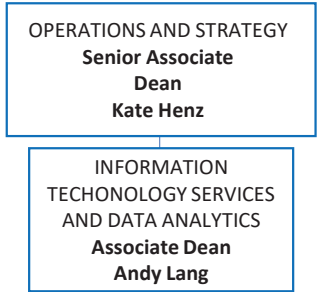 OPERATIONS AND STRATEGY
Senior Associate
Dean
Kate Henz
INFORMATION
TECHONOLOGY SERVICES
AND DATA ANALYTICS
Associate Dean
Andy Lang